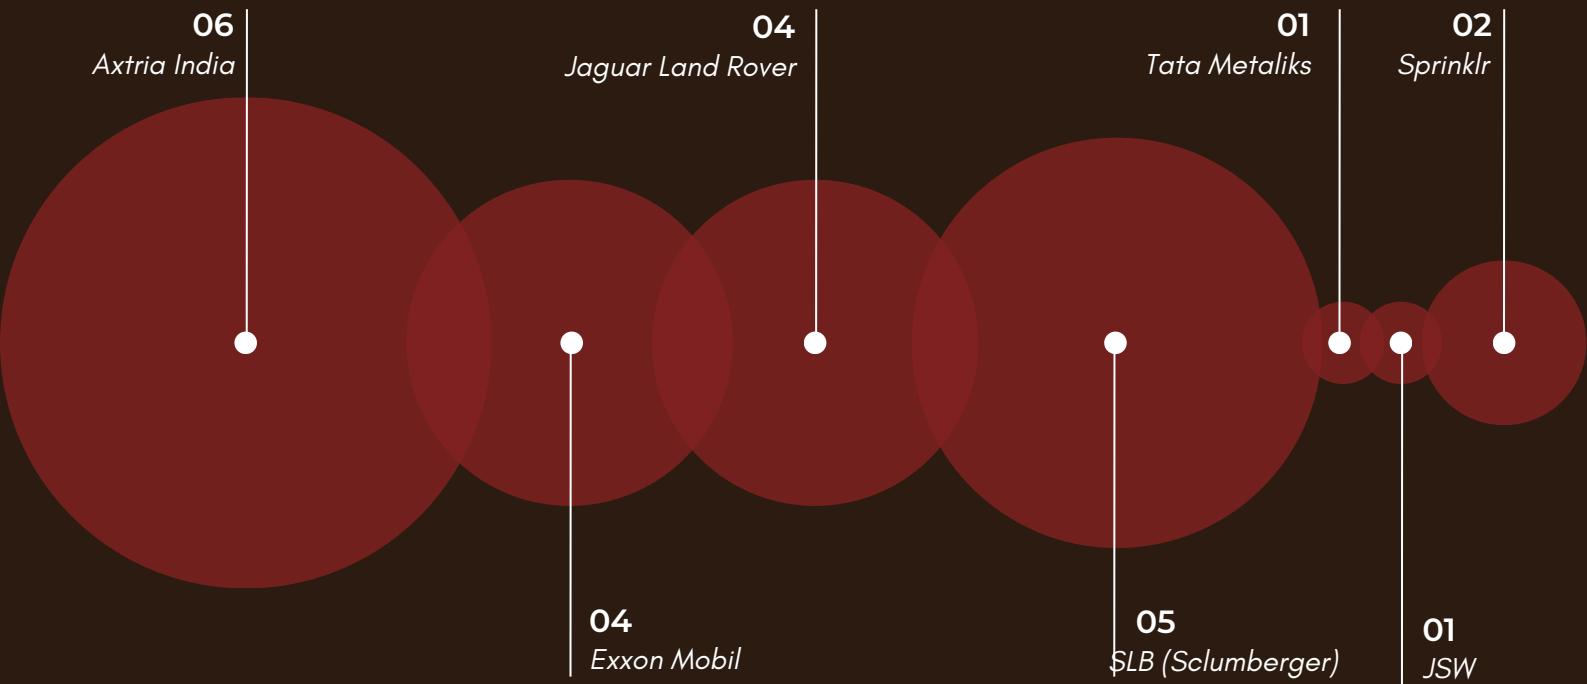 06
Axtria India
04
Jaguar Land Rover
01
Tata Metaliks
02
Sprinklr
04
Exxon Mobil
05
SLB (Sclumberger)
01
JSW